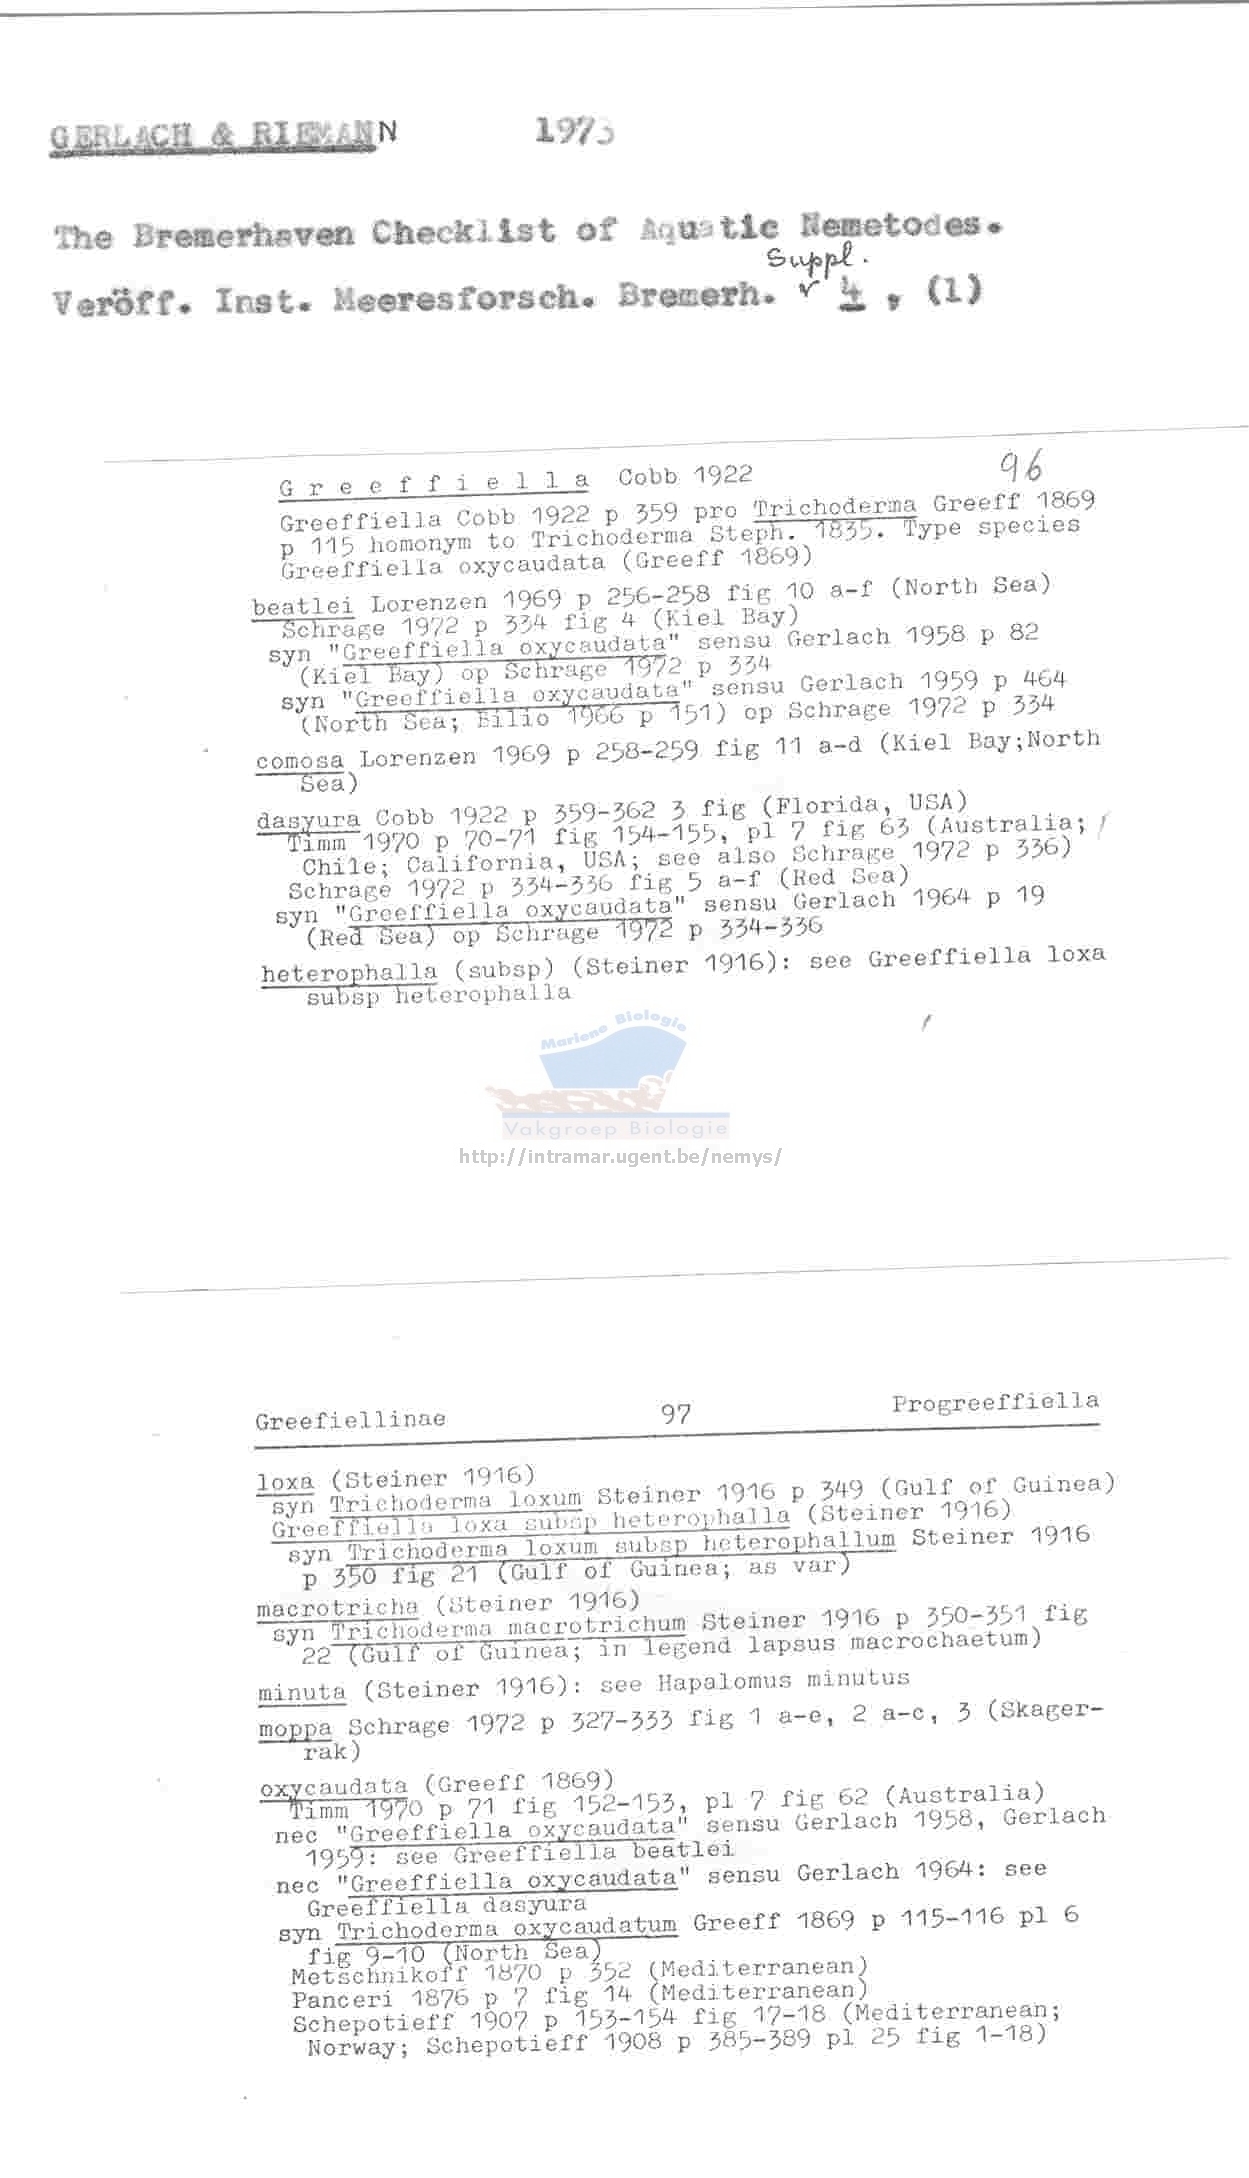 GERLACH & RIEMANN 1973
The Bremerhaven Checklist of Aquatic Nemetodes.
Suppl.
Veröff. Inst. Meeresforsch. Bremerh. 4 , (1)
96
Greeffiella Cobb 1922
Greeffiella Cobb 1922 p 359 pro Trichoderma Greeff 1869
p 115 homonym to Trichoderma Steph. 1835. Type species
Greeffiella oxycaudata (Greeff 1869)
beatlei Lorenzen 1969 p 256-258 fig 10 a-f (North Sea)
Schrage 1972 p 334 fig 4 (Kiel Bay)
syn "Greeffiella oxycaudata" sensu Gerlach 1958 p 82
(Kiel Bay) op Schrage 1972 p 334
syn "Greeffiella oxycaudata" sensu Gerlach 1959 p 464
(North Sea; Bilio 1966 p 151) op Schrage 1972 p 334
comosa Lorenzen 1969 p 258-259 fig 11 a-d (Kiel Bay;North
Sea)
dasyura Cobb 1922 p 359-362 3 fig (Florida, USA)
Timm 1970 p 70-71 fig 154-155, pl 7 fig 63 (Australia;
Chile; California, USA; see also Schrage 1972 p 336)
Schrage 1972 p 334-336 fig 5 a-f (Red Sea)
syn "Greeffiella oxycaudata" sensu Gerlach 1964 p 19
(Red Sea) op Schrage 1972 p 334-336
heterophalla (subsp) (Steiner 1916): see Greeffiella loxa
subsp heterophalla
Mariene Biologie
Vakgroep Biologie
http://intramar.ugent.be/nemys/
Greefiellinae 97 Progreeffiella
loxa (Steiner 1916)
syn Trichoderma loxum Steiner 1916 p 349 (Gulf of Guinea)
Greeffiella loxa subsp heterophalla (Steiner 1916)
syn Trichoderma loxum subsp heterophallum Steiner 1916
p 350 fig 21 (Gulf of Guinea; as var)
macrotricha (Steiner 1916)
syn Trichoderma macrotrichum Steiner 1916 p 350-351 fig
22 (Gulf of Guinea; in legend lapsus macrochaetum)
minuta (Steiner 1916): see Hapalomus minutus
moppa Schrage 1972 p 327-333 fig 1 a-e, 2 a-c, 3 (Skager-
rak)
oxycaudata (Greeff 1869)
Timm 1970 p 71 fig 152-153, pl 7 fig 62 (Australia)
nec "Greeffiella oxycaudata" sensu Gerlach 1958, Gerlach
1959: see Greeffiella beatlei
nec "Greeffiella oxycaudata" sensu Gerlach 1964: see
Greeffiella dasyura
syn Trichoderma oxycaudatum Greeff 1869 p 115-116 pl 6
fig 9-10 (North Sea)
Metschnikoff 1870 p 352 (Mediterranean)
Panceri 1876 p 7 fig 14 (Mediterranean)
Schepotieff 1907 p 153-154 fig 17-18 (Mediterranean;
Norway; Schepotieff 1908 p 385-389 pl 25 fig 1-18)